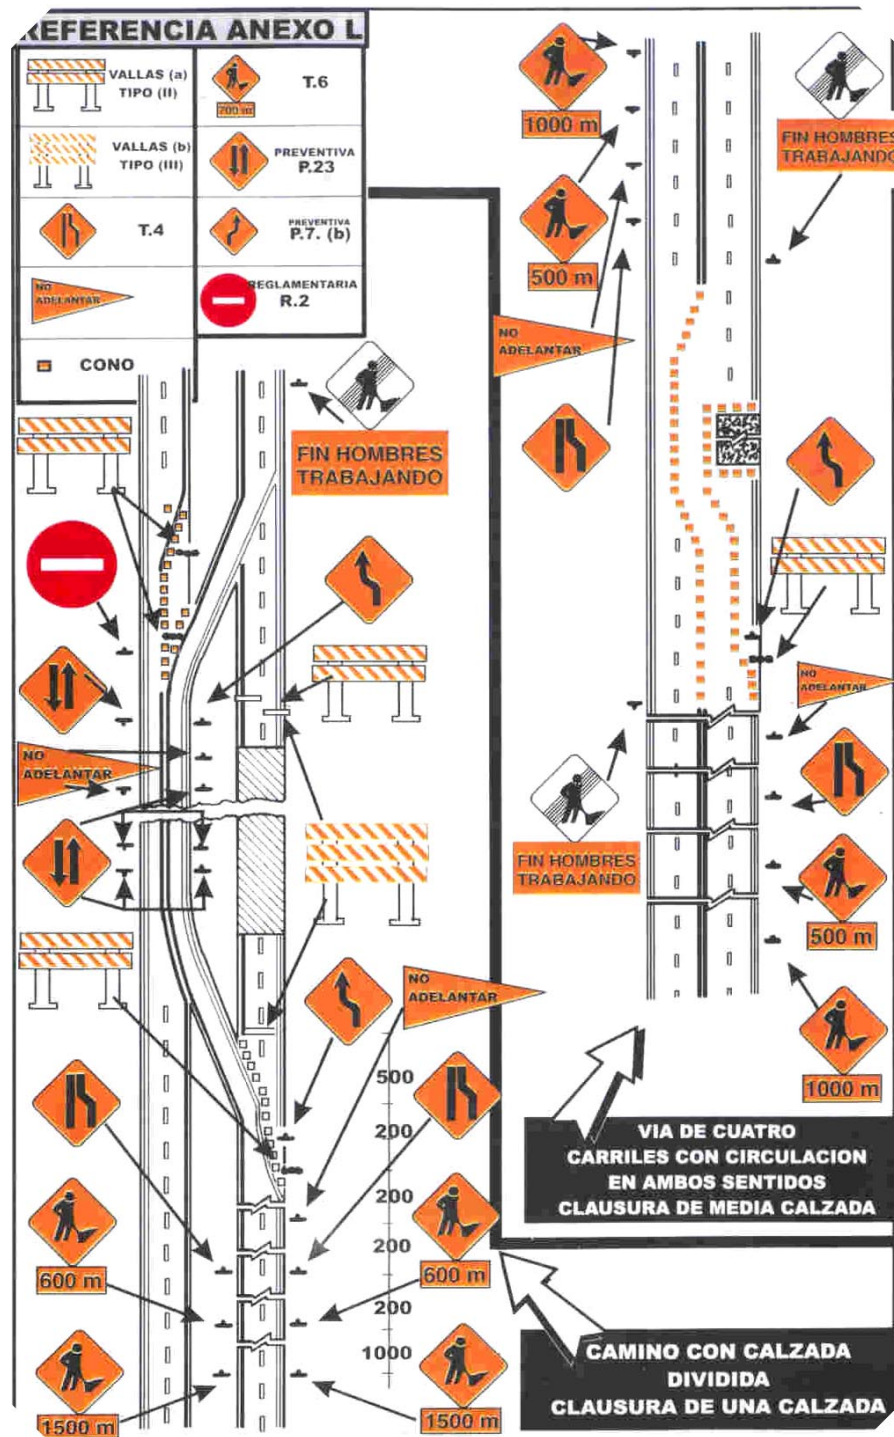 REFERENCIA ANEXO L
VALLAS (a)
TIPO (II)
700 m
T.6
VALLAS (b)
TIPO (III)
PREVENTIVA
P.23
T.4
PREVENTIVA
P.7. (b)
NO
ADELANTAR
REGLAMENTARIA
R.2
CONO
FIN HOMBRES
TRABAJANDO
NO
ADELANTAR
NO
ADELANTAR
500
200
200
200
200
1000
600 m
600 m
1500 m
1500 m
1000 m
500 m
NO
ADELANTAR
FIN HOMBRES
TRABAJANDO
NO
ADELANTAR
FIN HOMBRES
TRABAJANDO
500 m
1000 m
VIA DE CUATRO
CARRILES CON CIRCULACION
EN AMBOS SENTIDOS
CLAUSURA DE MEDIA CALZADA
CAMINO CON CALZADA
DIVIDIDA
CLAUSURA DE UNA CALZADA